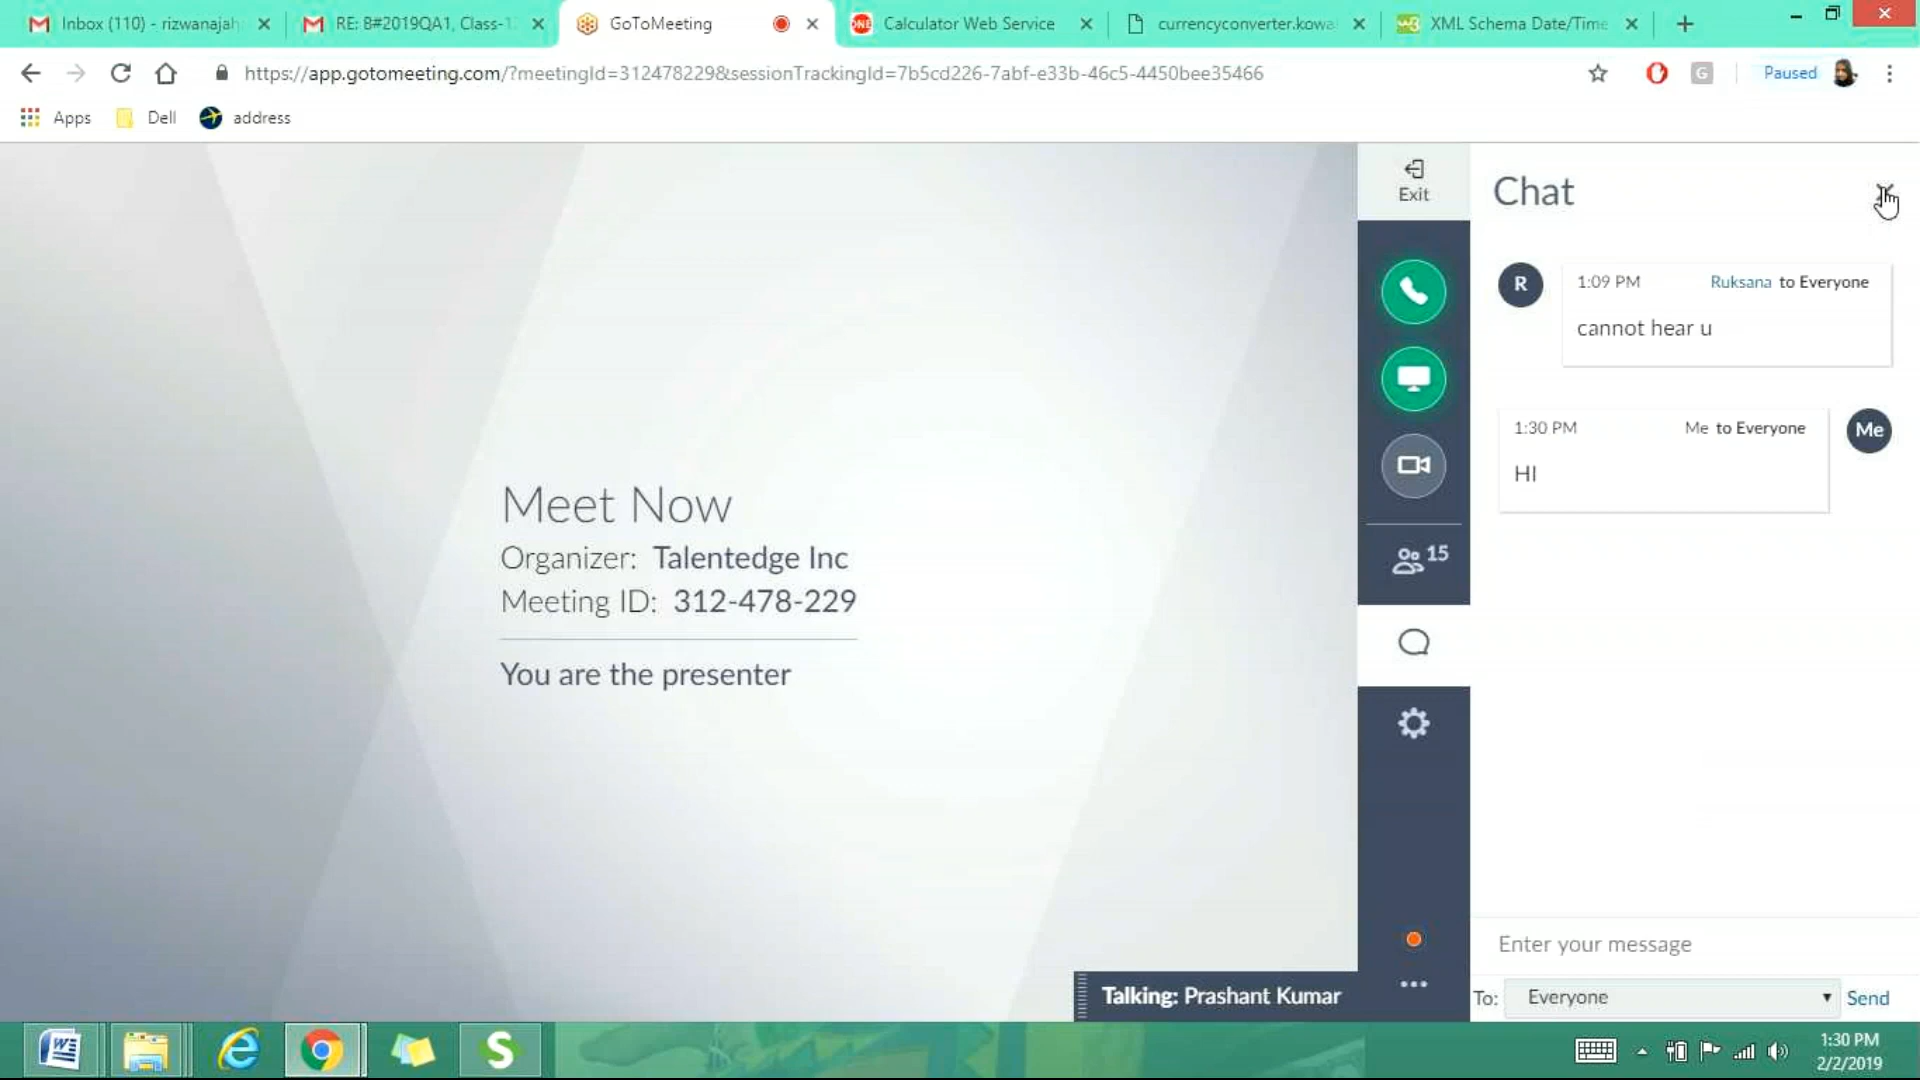 Inbox (110) - rizwanajah
RE: B#2019QA1, Class-1
GoToMeeting
Calculator Web Service
currencyconverter.kowa
XML Schema Date/Time
https://app.gotomeeting.com/?meetingId=312478229&sessionTrackingId=7b5cd226-7abf-e33b-46c5-4450bee35466
G
Paused
Apps
Dell
address
Exit
Chat
R
1:09 PM
Ruksana to Everyone
cannot hear u
1:30 PM
Me to Everyone
Me
HI
Meet Now
Organizer: Talentedge Inc
Meeting ID: 312-478-229
You are the presenter
15
Enter your message
Talking: Prashant Kumar
To:
Everyone
Send
1:30 PM
2/2/2019